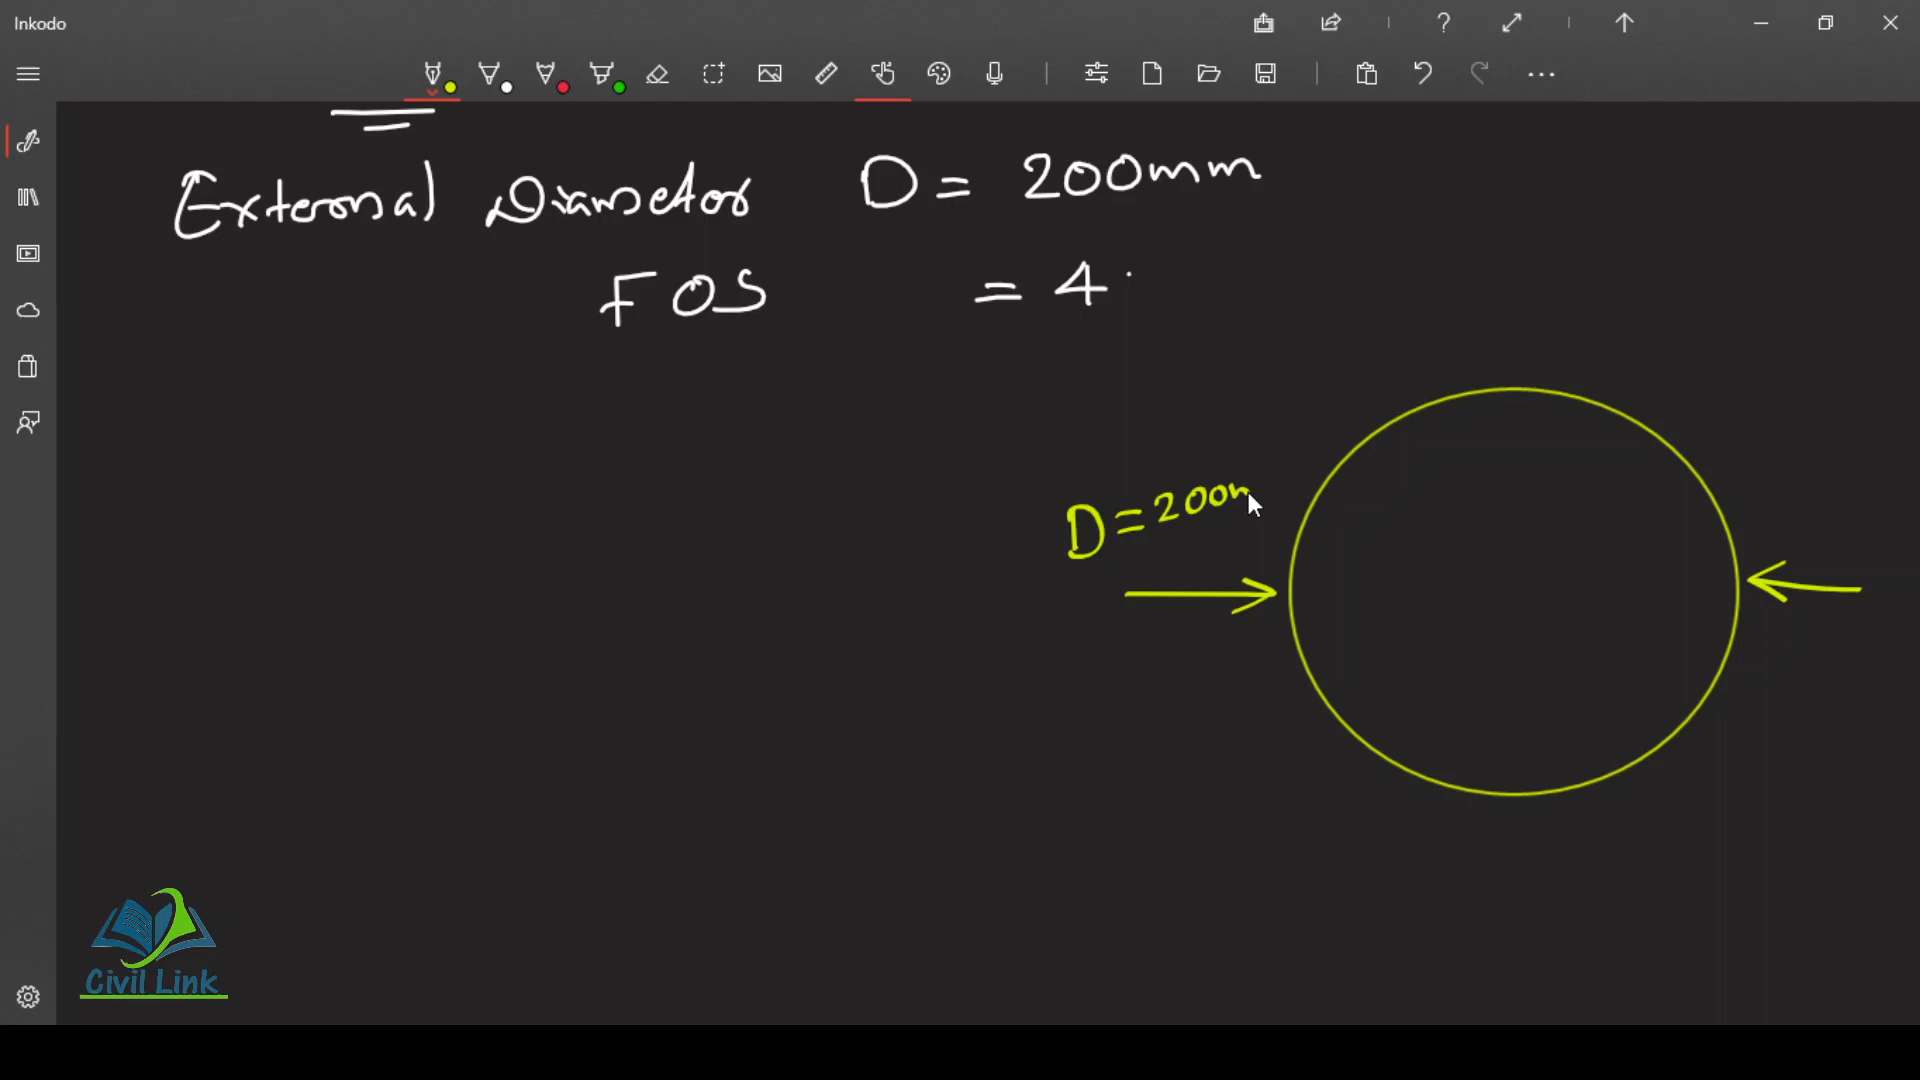 Inkodo
External Diameter D = 200mm
FOS = 4
D = 200m
Civil Link